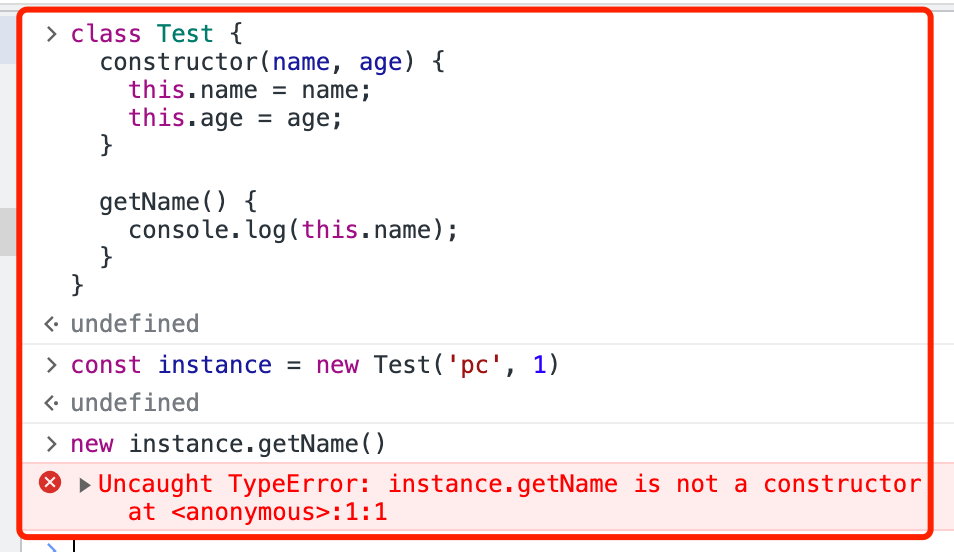 > class Test {
  constructor(name, age) {
    this.name = name;
    this.age = age;
  }
  getName() {
    console.log(this.name);
  }
}
undefined
> const instance = new Test('pc', 1)
undefined
> new instance.getName()
Uncaught TypeError: instance.getName is not a constructor
at <anonymous>:1:1
>